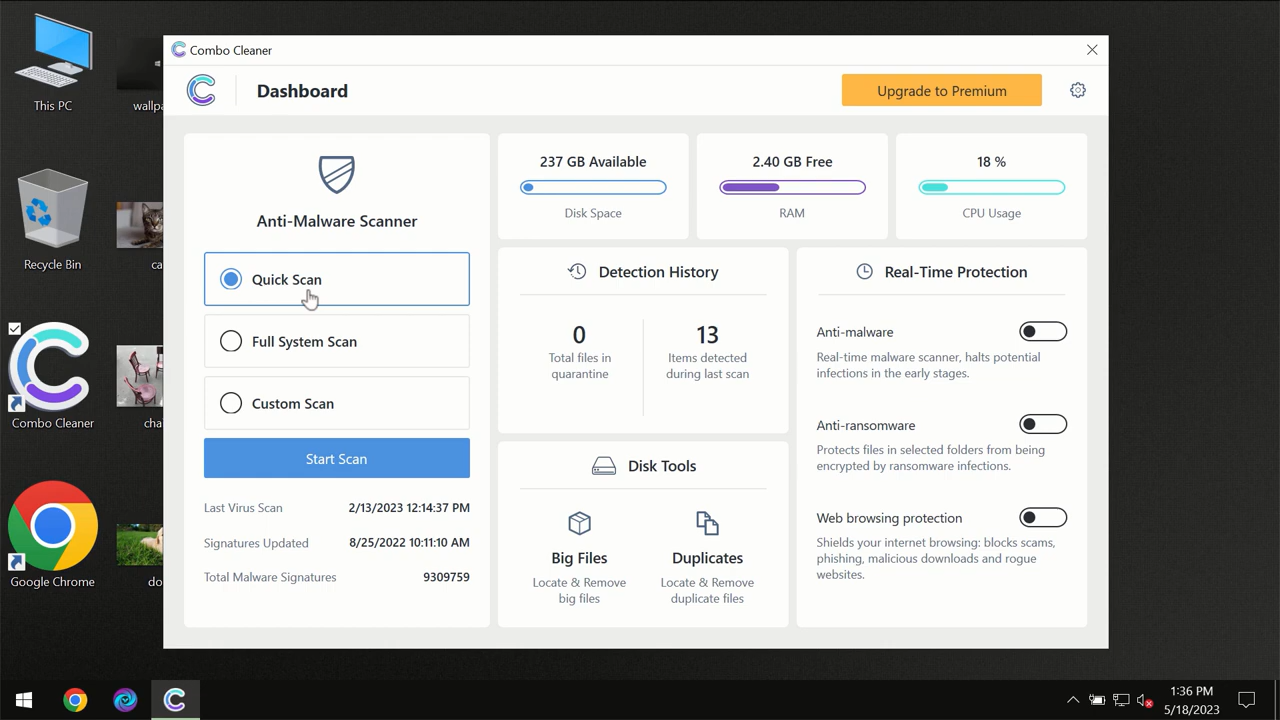 This PC
wallpa
Recycle Bin
ca
Combo Cleaner
cha
Google Chrome
do
Combo Cleaner
Dashboard
Upgrade to Premium
Anti-Malware Scanner
Quick Scan
Full System Scan
Custom Scan
Start Scan
Last Virus Scan 2/13/2023 12:14:37 PM
Signatures Updated 8/25/2022 10:11:10 AM
Total Malware Signatures 9309759
237 GB Available
Disk Space
2.40 GB Free
RAM
18 %
CPU Usage
Detection History
0
Total files in
quarantine
13
Items detected
during last scan
Disk Tools
Big Files
Locate & Remove
big files
Duplicates
Locate & Remove
duplicate files
Real-Time Protection
Anti-malware
Real-time malware scanner, halts potential
infections in the early stages.
Anti-ransomware
Protects files in selected folders from being
encrypted by ransomware infections.
Web browsing protection
Shields your internet browsing: blocks scams,
phishing, malicious downloads and rogue
websites.
1:36 PM
5/18/2023